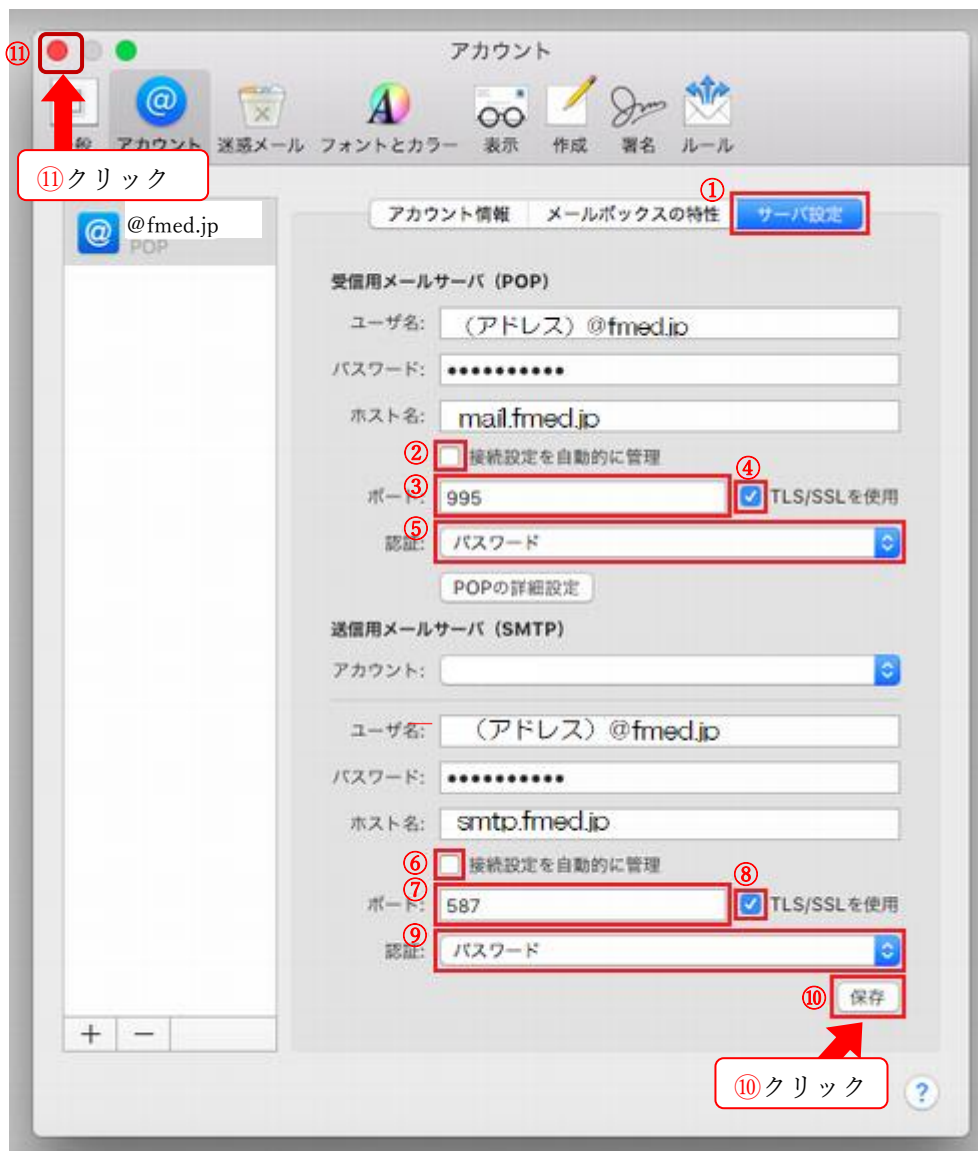 ⑪ アカウント
アカウント 迷惑メール フォントとカラー 表示 作成 署名 ルール
⑪クリック
@fmed.jp
POP
①
アカウント情報 メールボックスの特性 サーバ設定
受信用メールサーバ（POP）
ユーザ名: （アドレス）@fmed.jp
パスワード: ••••••••••
ホスト名: mail.fmed.jp
② 接続設定を自動的に管理
③ ④
ポート: 995 TLS/SSLを使用
⑤
認証: パスワード
POPの詳細設定
送信用メールサーバ（SMTP）
アカウント:
ユーザ名: （アドレス）@fmed.jp
パスワード: ••••••••••
ホスト名: smtp.fmed.jp
⑥ 接続設定を自動的に管理
⑦ ⑧
ポート: 587 TLS/SSLを使用
⑨
認証: パスワード
⑩ 保存
+ −
⑩クリック
?